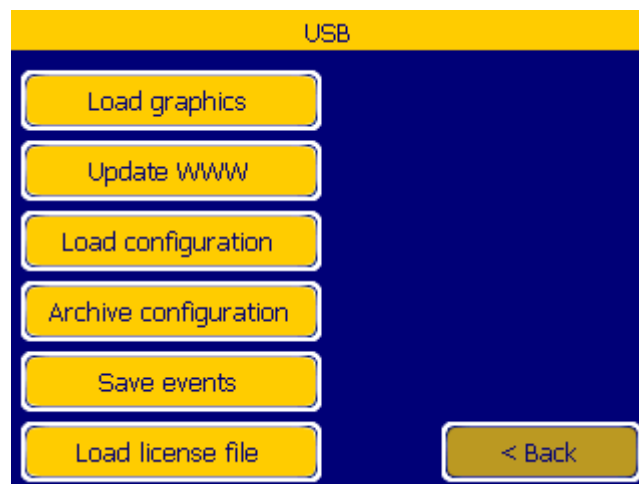 USB
Load graphics
Update WWW
Load configuration
Archive configuration
Save events
Load license file
< Back